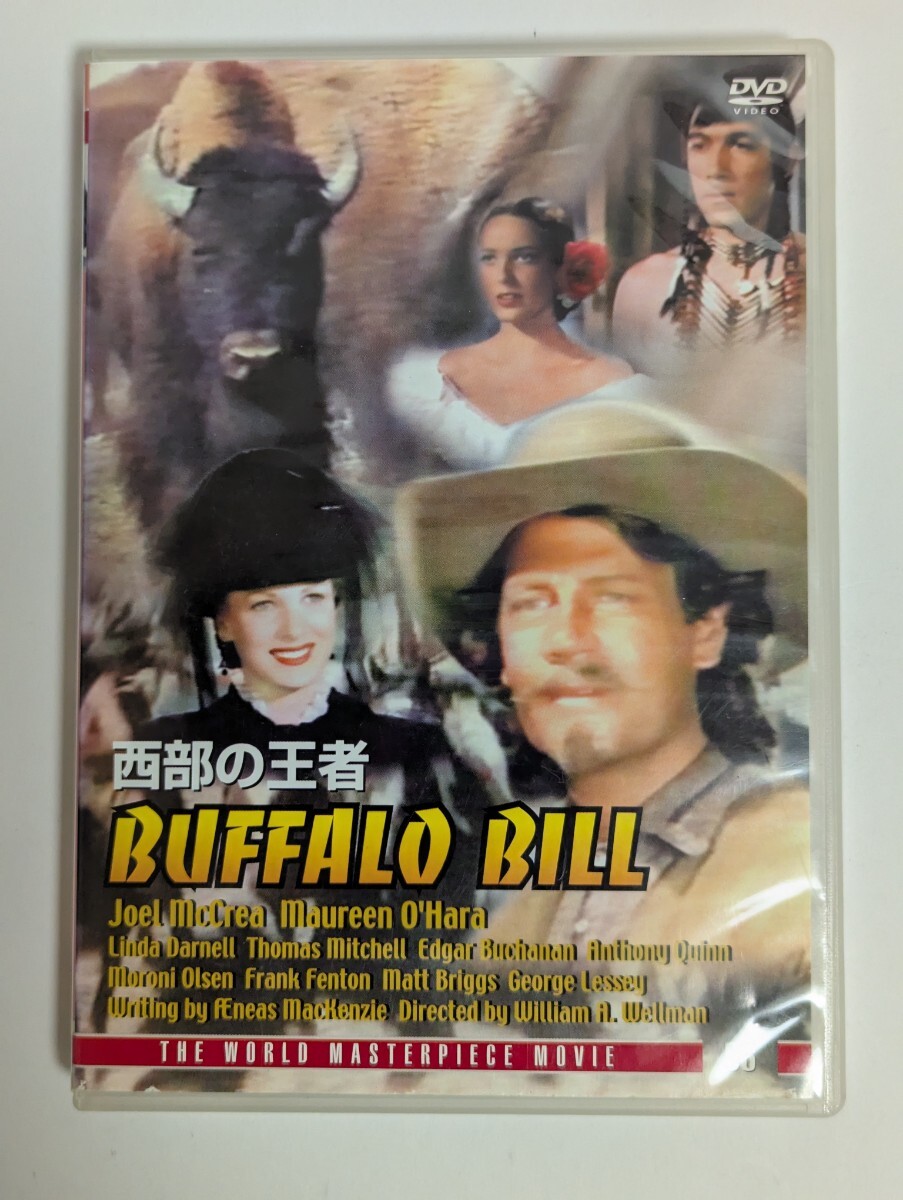 DVD
VIDEO
西部の王者
BUFFALO BILL
Joel McCrea Maureen O'Hara
Linda Darnell Thomas Mitchell Edgar Buchanan Anthony Quinn
Moroni Olsen Frank Fenton Matt Briggs George Lessey
Writing by Æneas MacKenzie Directed by William A. Wellman
THE WORLD MASTERPIECE MOVIE